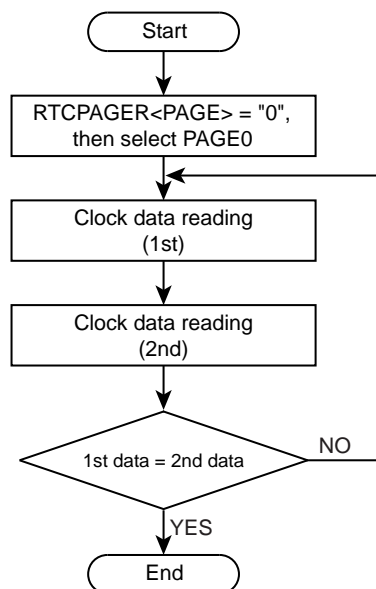 Start
RTCPAGER<PAGE> = "0",
then select PAGE0
Clock data reading
(1st)
Clock data reading
(2nd)
1st data = 2nd data
NO
YES
End